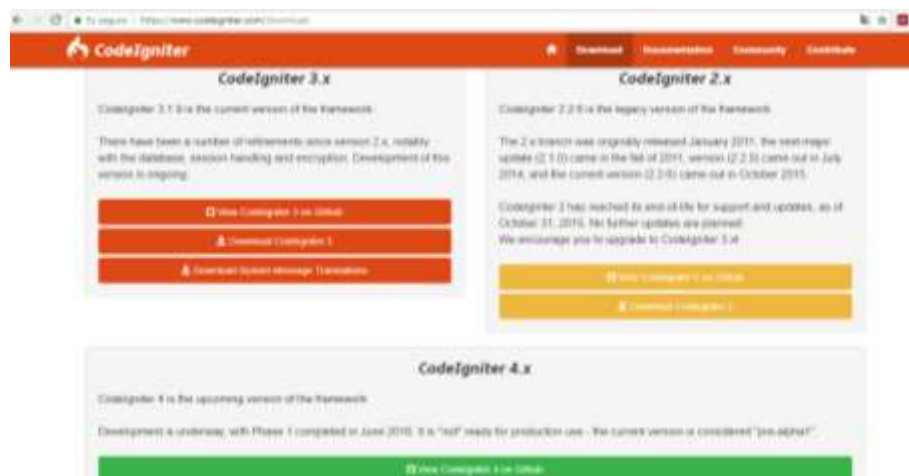 https://www.codeigniter.com/download
CodeIgniter
Download Documentation Community Contribute
CodeIgniter 3.x
is the current version of the framework.
There have been a number of refinements since version 2.x, notably
with the database, session handling and encryption. Development of this
version is ongoing.
View CodeIgniter 3 on Github
Download CodeIgniter 3
Download System Message Translations
CodeIgniter 2.x
CodeIgniter 2.2.6 is the legacy version of the framework.
The 2.x branch was originally released January 2011, the next major
update (2.1.0) came in the fall of 2011, version (2.2.0) came out in July
2014, and the current version (2.2.6) came out in October 2015.
CodeIgniter 2 has reached its end-of-life for support and updates, as of
October 31, 2015. No further updates are planned.
We encourage you to upgrade to CodeIgniter 3.x!
View CodeIgniter 2 on Github
Download CodeIgniter 2
CodeIgniter 4.x
CodeIgniter 4 is the upcoming version of the framework.
Development is underway, with Phase 1 completed in June It is "not" ready for production use - the current version is considered "pre-alpha1".
View CodeIgniter 4 on Github